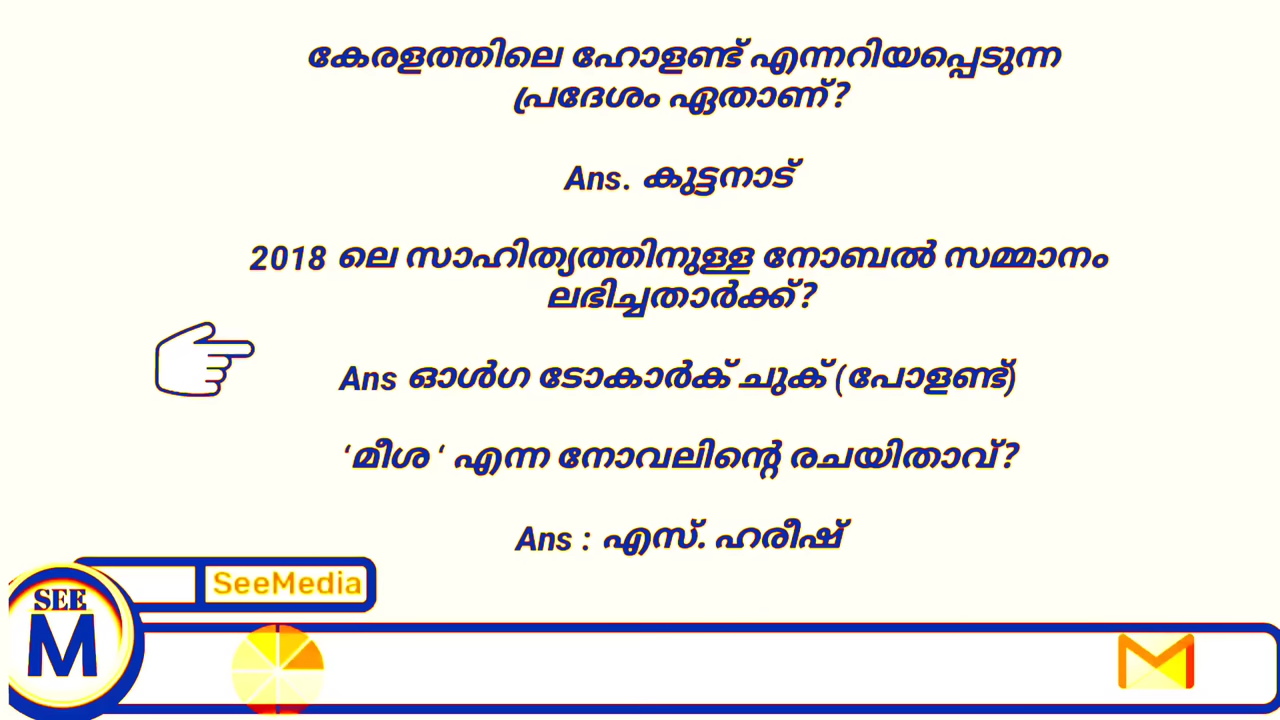 കേരളത്തിലെ ഹോളണ്ട് എന്നറിയപ്പെടുന്ന
പ്രദേശം ഏതാണ്?
Ans. കുട്ടനാട്
2018 ലെ സാഹിത്യത്തിനുള്ള നോബൽ സമ്മാനം
ലഭിച്ചതാർക്ക്?
Ans ഓൾഗ ടോകാർക് ചുക് (പോളണ്ട്)
‘മീശ ‘ എന്ന നോവലിന്റെ രചയിതാവ്?
Ans : എസ്. ഹരീഷ്
SeeMedia
SEE
M